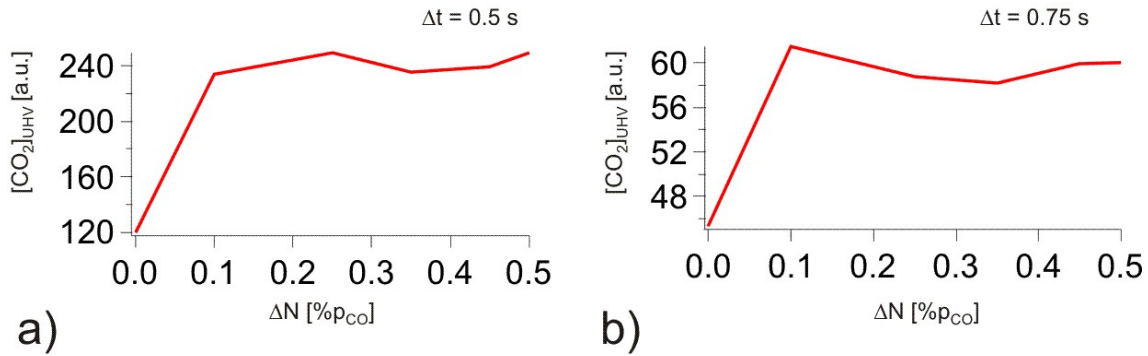 Δt = 0.5 s
[CO₂]UHV [a.u.]
240
200
160
120
0.0 0.1 0.2 0.3 0.4 0.5
ΔN [%pCO]
a)
Δt = 0.75 s
[CO₂]UHV [a.u.]
60
56
52
48
0.0 0.1 0.2 0.3 0.4 0.5
ΔN [%pCO]
b)